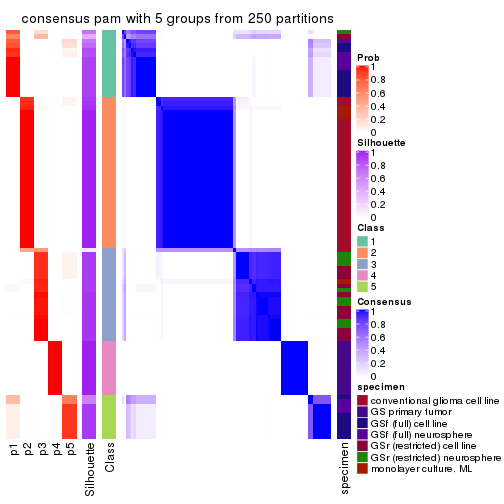 consensus pam with 5 groups from 250 partitions
Prob
1
0.8
0.6
0.4
0.2
0
Silhouette
1
0.8
0.6
0.4
0.2
0
Class
1
2
3
4
5
Consensus
1
0.8
0.6
0.4
0.2
0
specimen
conventional glioma cell line
GS primary tumor
GSf (full) cell line
GSf (full) neurosphere
GSr (restricted) cell line
GSr (restricted) neurosphere
monolayer culture. ML
p1
p2
p3
p4
p5
Silhouette
Class
specimen